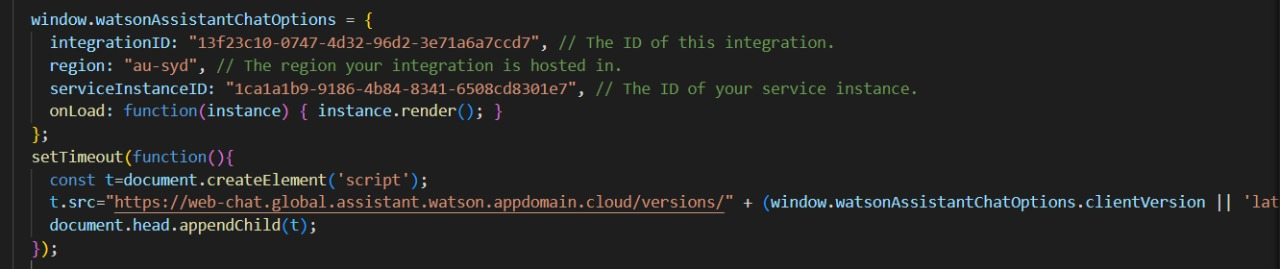 window.watsonAssistantChatOptions = {
integrationID: "13f23c10-0747-4d32-96d2-3e71a6a7ccd7", // The ID of this integration.
region: "au-syd", // The region your integration is hosted in.
serviceInstanceID: "1ca1a1b9-9186-4b84-8341-6508cd8301e7", // The ID of your service instance.
onLoad: function(instance) { instance.render(); }
};
setTimeout(function(){
const t=document.createElement('script');
t.src="https://web-chat.global.assistant.watson.appdomain.cloud/versions/" + (window.watsonAssistantChatOptions.clientVersion || 'lat
document.head.appendChild(t);
});